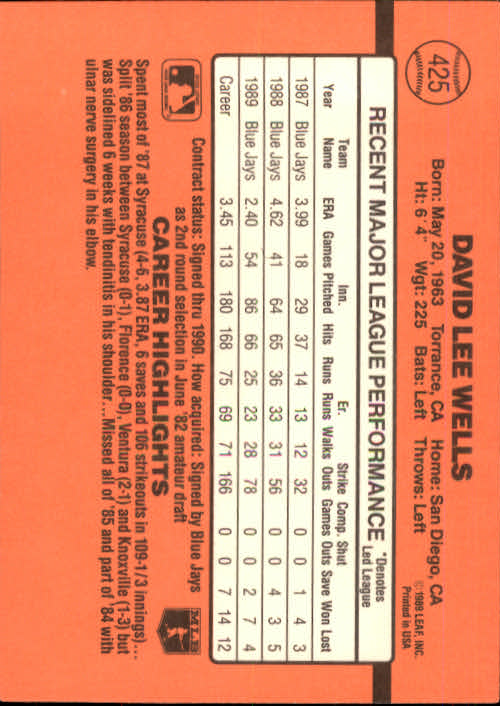 425
DAVID LEE WELLS
Born: May 20, 1963 Torrance, CA Home: San Diego, CA
Ht: 6'4" Wgt: 225 Bats: Left Throws: Left
©1989 LEAF, INC.
Printed in USA
RECENT MAJOR LEAGUE PERFORMANCE
*Denotes
Led League
Team Inn. Er. Strike Comp. Shut
Year Name ERA Games Pitched Hits Runs Runs Walks Outs Games Outs Save Won Lost
1987 Blue Jays 3.99 18 29 37 14 13 12 32 0 0 1 4 3
1988 Blue Jays 4.62 41 64 65 36 33 31 56 0 0 4 3 5
1989 Blue Jays 2.40 54 86 66 25 23 28 78 0 0 2 7 4
Career 3.45 113 180 168 75 69 71 166 0 0 7 14 12
Contract status: Signed thru 1990. How acquired: Signed by Blue Jays
as 2nd round selection in June '82 amateur draft
MLB
CAREER HIGHLIGHTS
Spent most of '87 at Syracuse (4-6, 3.87 ERA, 6 saves and 106 strikeouts in 109-1/3 innings)...
Split '86 season between Syracuse (0-1), Florence (0-0), Ventura (2-1) and Knoxville (1-3) but
was sidelined 6 weeks with tendinitis in his shoulder...Missed all of '85 and part of '84 with
ulnar nerve surgery in his elbow.